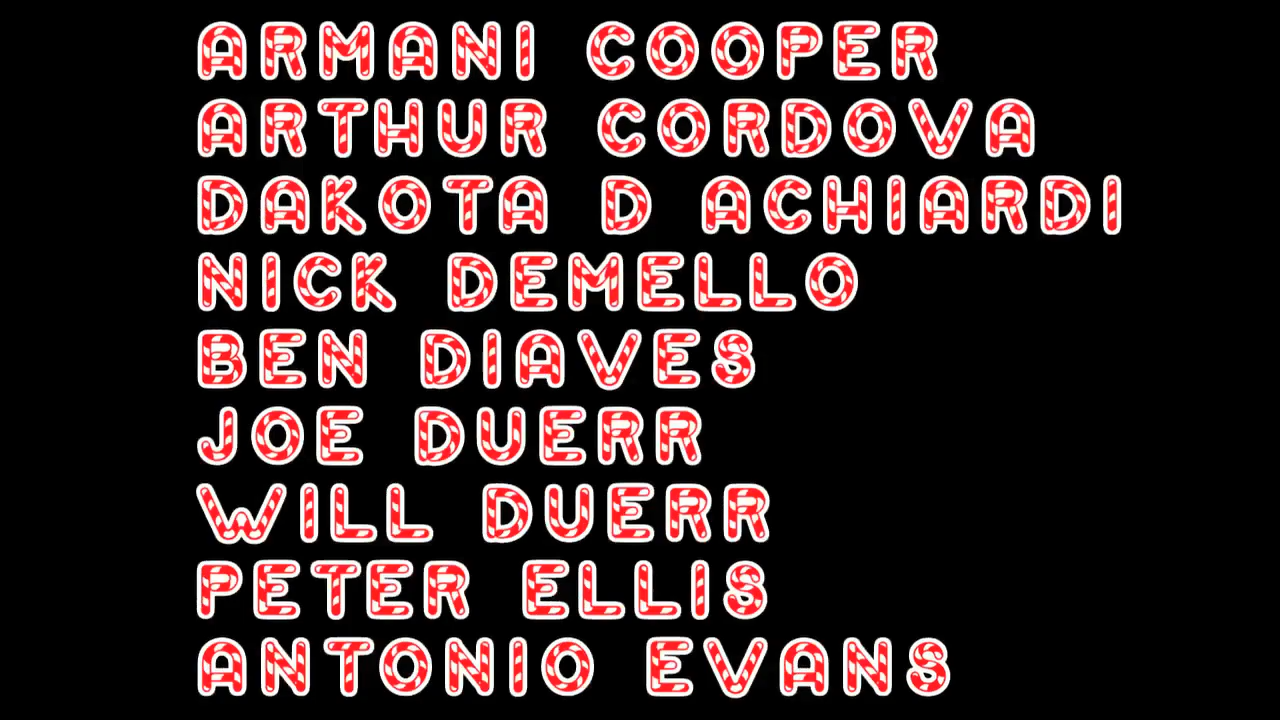 ARMANI COOPER
ARTHUR CORDOVA
DAKOTA D ACHIARDI
NICK DEMELLO
BEN DIAVES
JOE DUERR
WILL DUERR
PETER ELLIS
ANTONIO EVANS